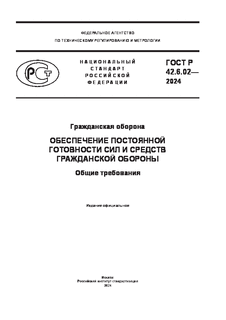 ФЕДЕРАЛЬНОЕ АГЕНТСТВО
ПО ТЕХНИЧЕСКОМУ РЕГУЛИРОВАНИЮ И МЕТРОЛОГИИ
НАЦИОНАЛЬНЫЙ
СТАНДАРТ
РОССИЙСКОЙ
ФЕДЕРАЦИИ
ГОСТ Р
42.6.02—
2024
Гражданская оборона
ОБЕСПЕЧЕНИЕ ПОСТОЯННОЙ
ГОТОВНОСТИ СИЛ И СРЕДСТВ
ГРАЖДАНСКОЙ ОБОРОНЫ
Общие требования
Издание официальное
Москва
Российский институт стандартизации
2024